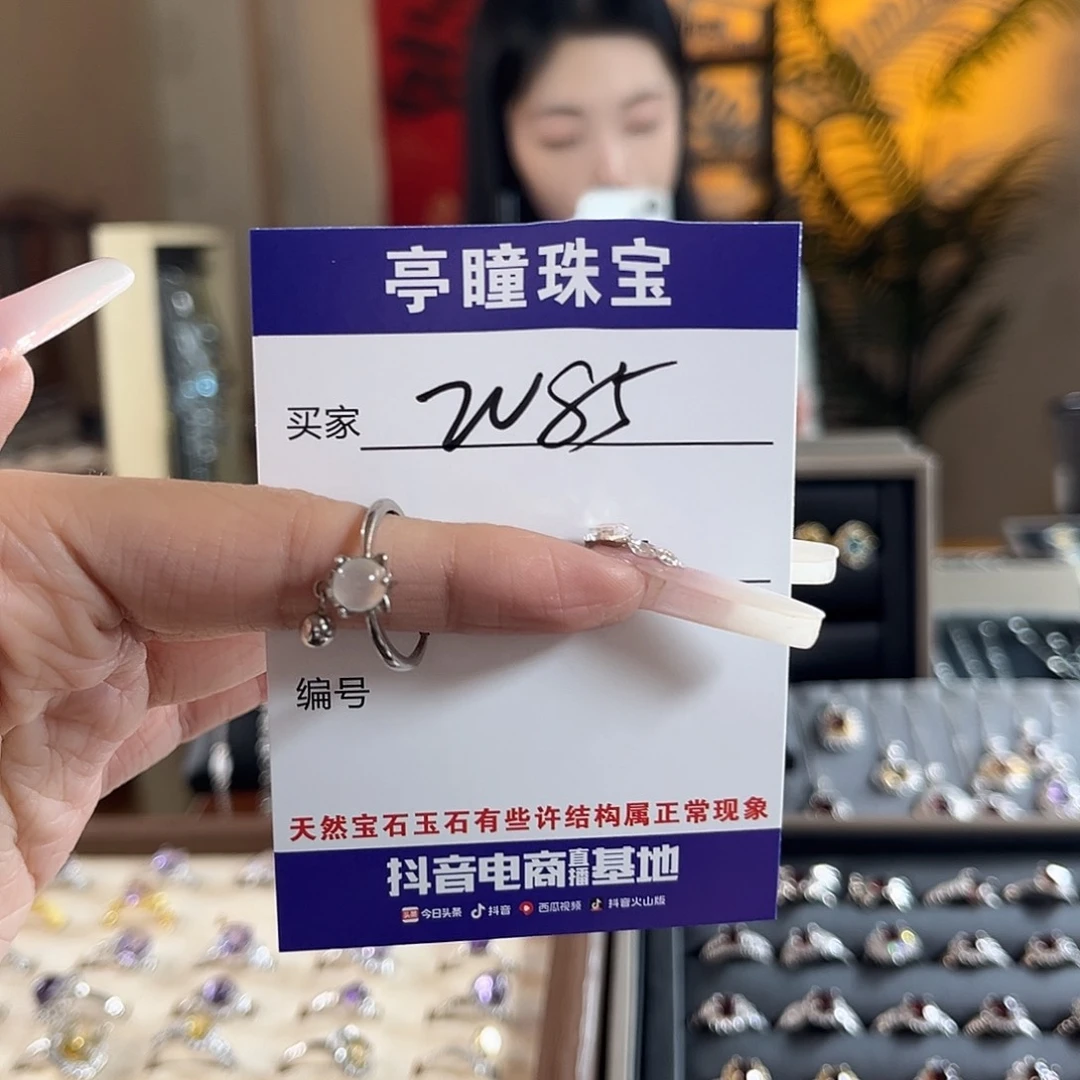 亭瞳珠宝
买家 W85
编号
天然宝石玉石有些许结构属正常现象
抖音电商直播基地
头条 今日头条 抖音 西瓜视频 抖音火山版